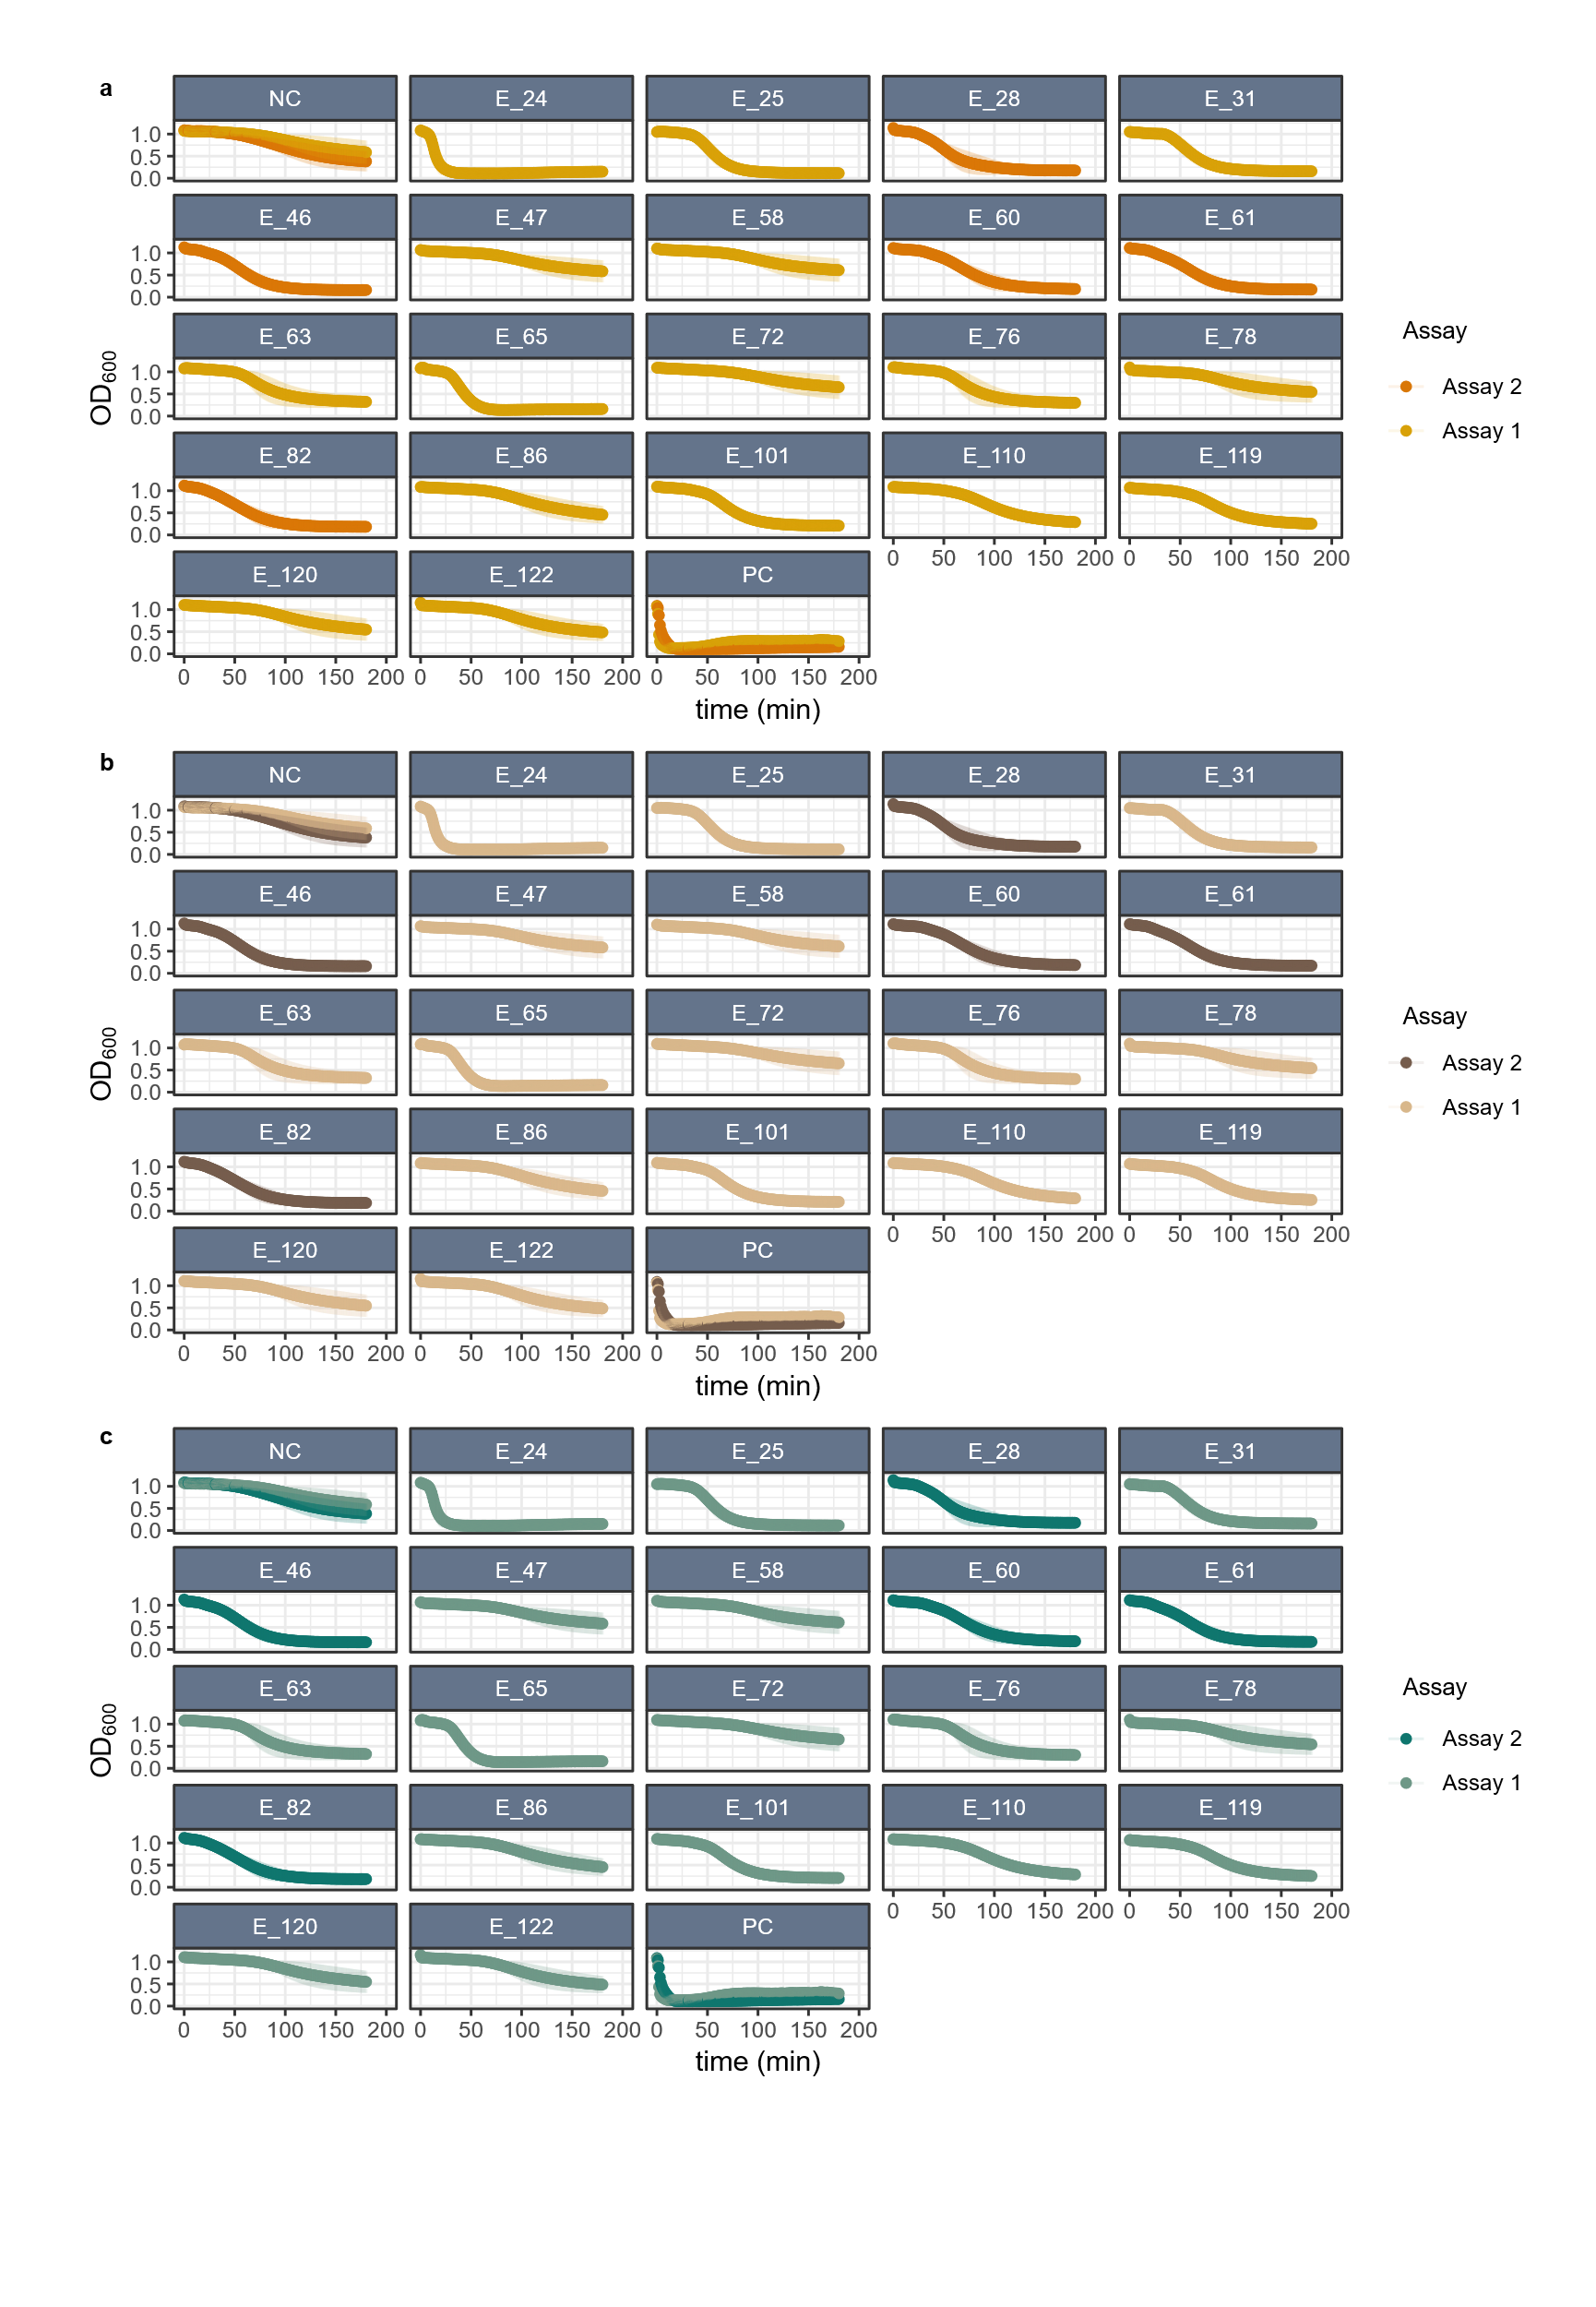 a
NC E_24 E_25 E_28 E_31
1.0
0.5
0.0
E_46 E_47 E_58 E_60 E_61
1.0
0.5
0.0
E_63 E_65 E_72 E_76 E_78
1.0
0.5
0.0
E_82 E_86 E_101 E_110 E_119
1.0
0.5
0.0
0 50 100 150 200 0 50 100 150 200
E_120 E_122 PC
1.0
0.5
0.0
0 50 100 150 200 0 50 100 150 200 0 50 100 150 200
time (min)
OD600
Assay
Assay 2
Assay 1
b
NC E_24 E_25 E_28 E_31
1.0
0.5
0.0
E_46 E_47 E_58 E_60 E_61
1.0
0.5
0.0
E_63 E_65 E_72 E_76 E_78
1.0
0.5
0.0
E_82 E_86 E_101 E_110 E_119
1.0
0.5
0.0
0 50 100 150 200 0 50 100 150 200
E_120 E_122 PC
1.0
0.5
0.0
0 50 100 150 200 0 50 100 150 200 0 50 100 150 200
time (min)
OD600
Assay
Assay 2
Assay 1
c
NC E_24 E_25 E_28 E_31
1.0
0.5
0.0
E_46 E_47 E_58 E_60 E_61
1.0
0.5
0.0
E_63 E_65 E_72 E_76 E_78
1.0
0.5
0.0
E_82 E_86 E_101 E_110 E_119
1.0
0.5
0.0
0 50 100 150 200 0 50 100 150 200
E_120 E_122 PC
1.0
0.5
0.0
0 50 100 150 200 0 50 100 150 200 0 50 100 150 200
time (min)
OD600
Assay
Assay 2
Assay 1